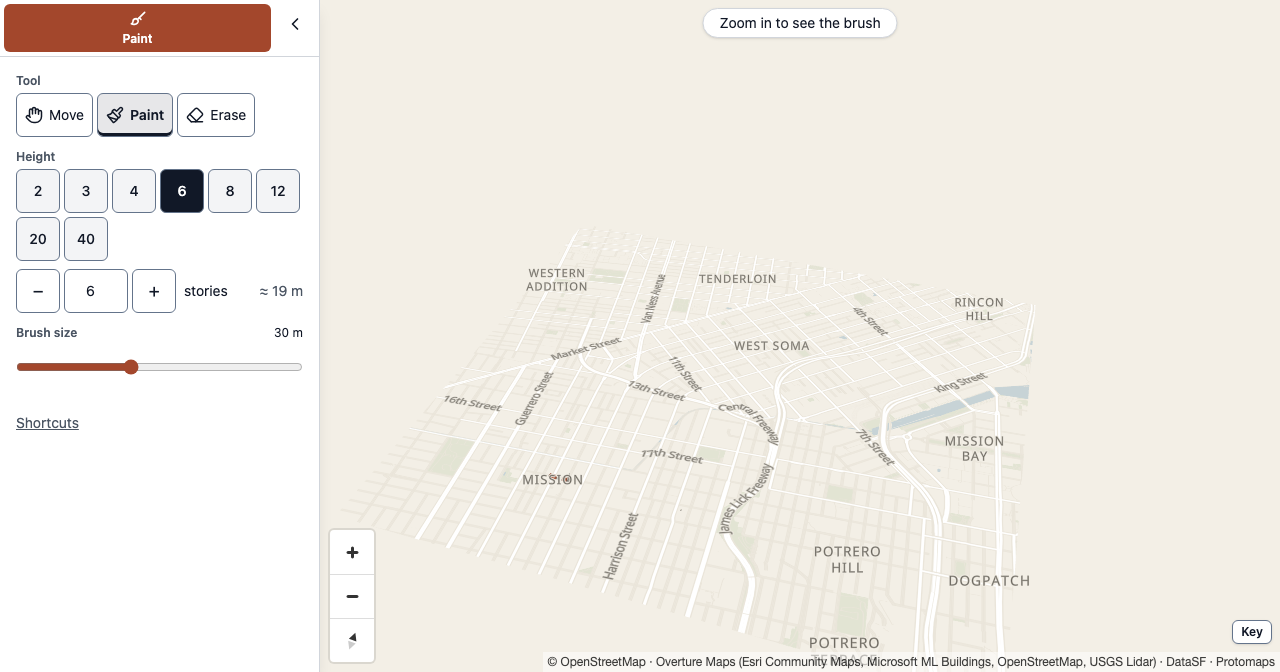 Paint
Zoom in to see the brush
Tool
Move
Paint
Erase
Height
2
3
4
6
8
12
20
40
−
6
+
stories
≈ 19 m
Brush size
30 m
Shortcuts
WESTERN
ADDITION
Van Ness Avenue
TENDERLOIN
RINCON
HILL
4th Street
WEST SOMA
Market Street
11th Street
13th Street
King Street
Guerrero Street
16th Street
Central Freeway
7th Street
MISSION
BAY
17th Street
MISSION
James Lick Freeway
Harrison Street
POTRERO
HILL
DOGPATCH
POTRERO
TERRACE
+
−
Key
© OpenStreetMap · Overture Maps (Esri Community Maps, Microsoft ML Buildings, OpenStreetMap, USGS Lidar) · DataSF · Protomaps